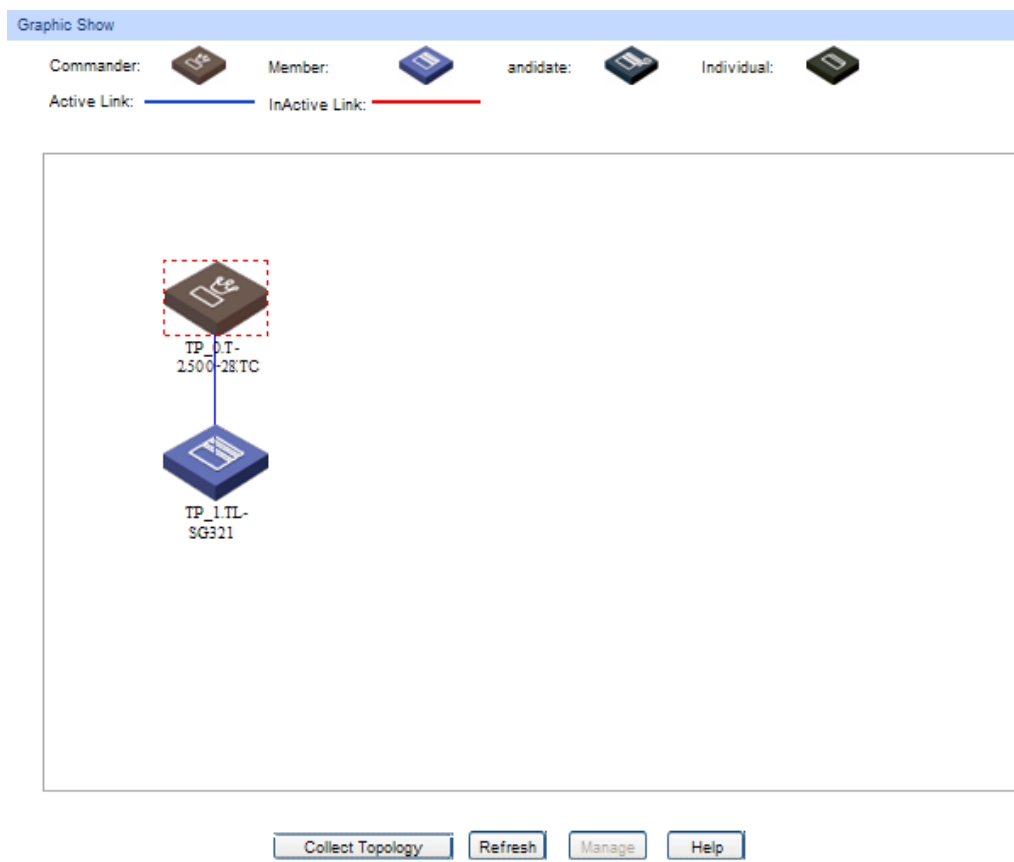 Graphic Show
Commander: Member: andidate: Individual:
Active Link: InActive Link:
TP_0.T-
2500-28TC
TP_1.TL-
SG321
Collect Topology Refresh Manage Help